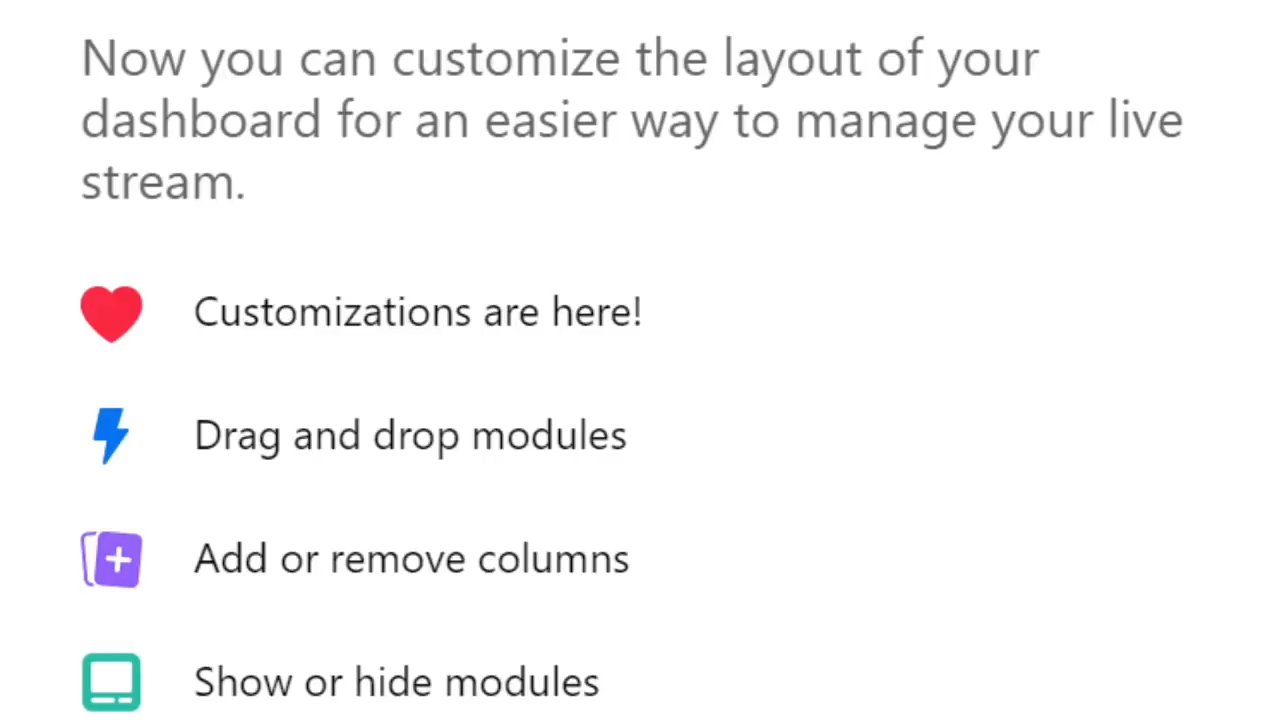 Now you can customize the layout of your
dashboard for an easier way to manage your live
stream.
Customizations are here!
Drag and drop modules
Add or remove columns
Show or hide modules